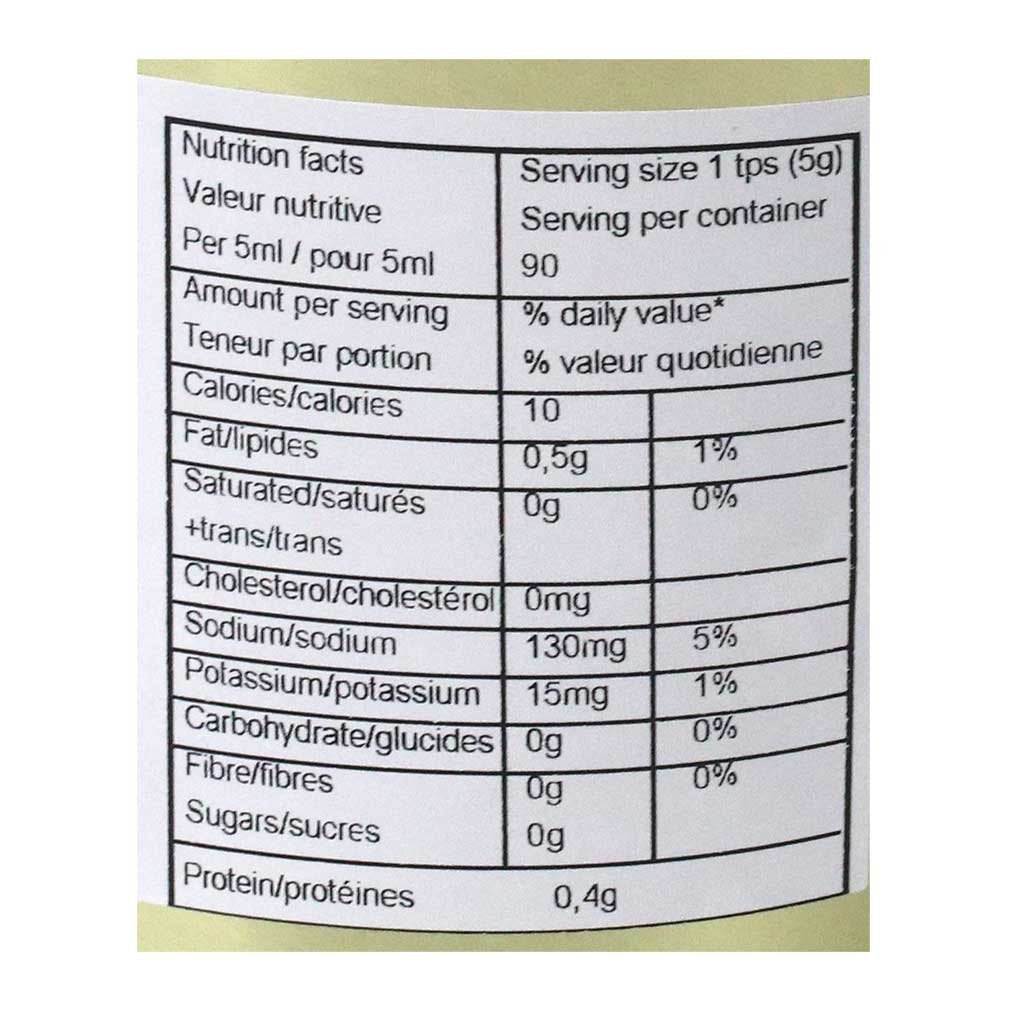 Nutrition facts
Valeur nutritive
Per 5ml / pour 5ml
Serving size 1 tps (5g)
Serving per container
90
Amount per serving
Teneur par portion
% daily value*
% valeur quotidienne
Calories/calories 10
Fat/lipides 0,5g 1%
Saturated/saturés 0g 0%
+trans/trans
Cholesterol/cholestérol 0mg
Sodium/sodium 130mg 5%
Potassium/potassium 15mg 1%
Carbohydrate/glucides 0g 0%
Fibre/fibres 0g 0%
Sugars/sucres 0g
Protein/protéines 0,4g